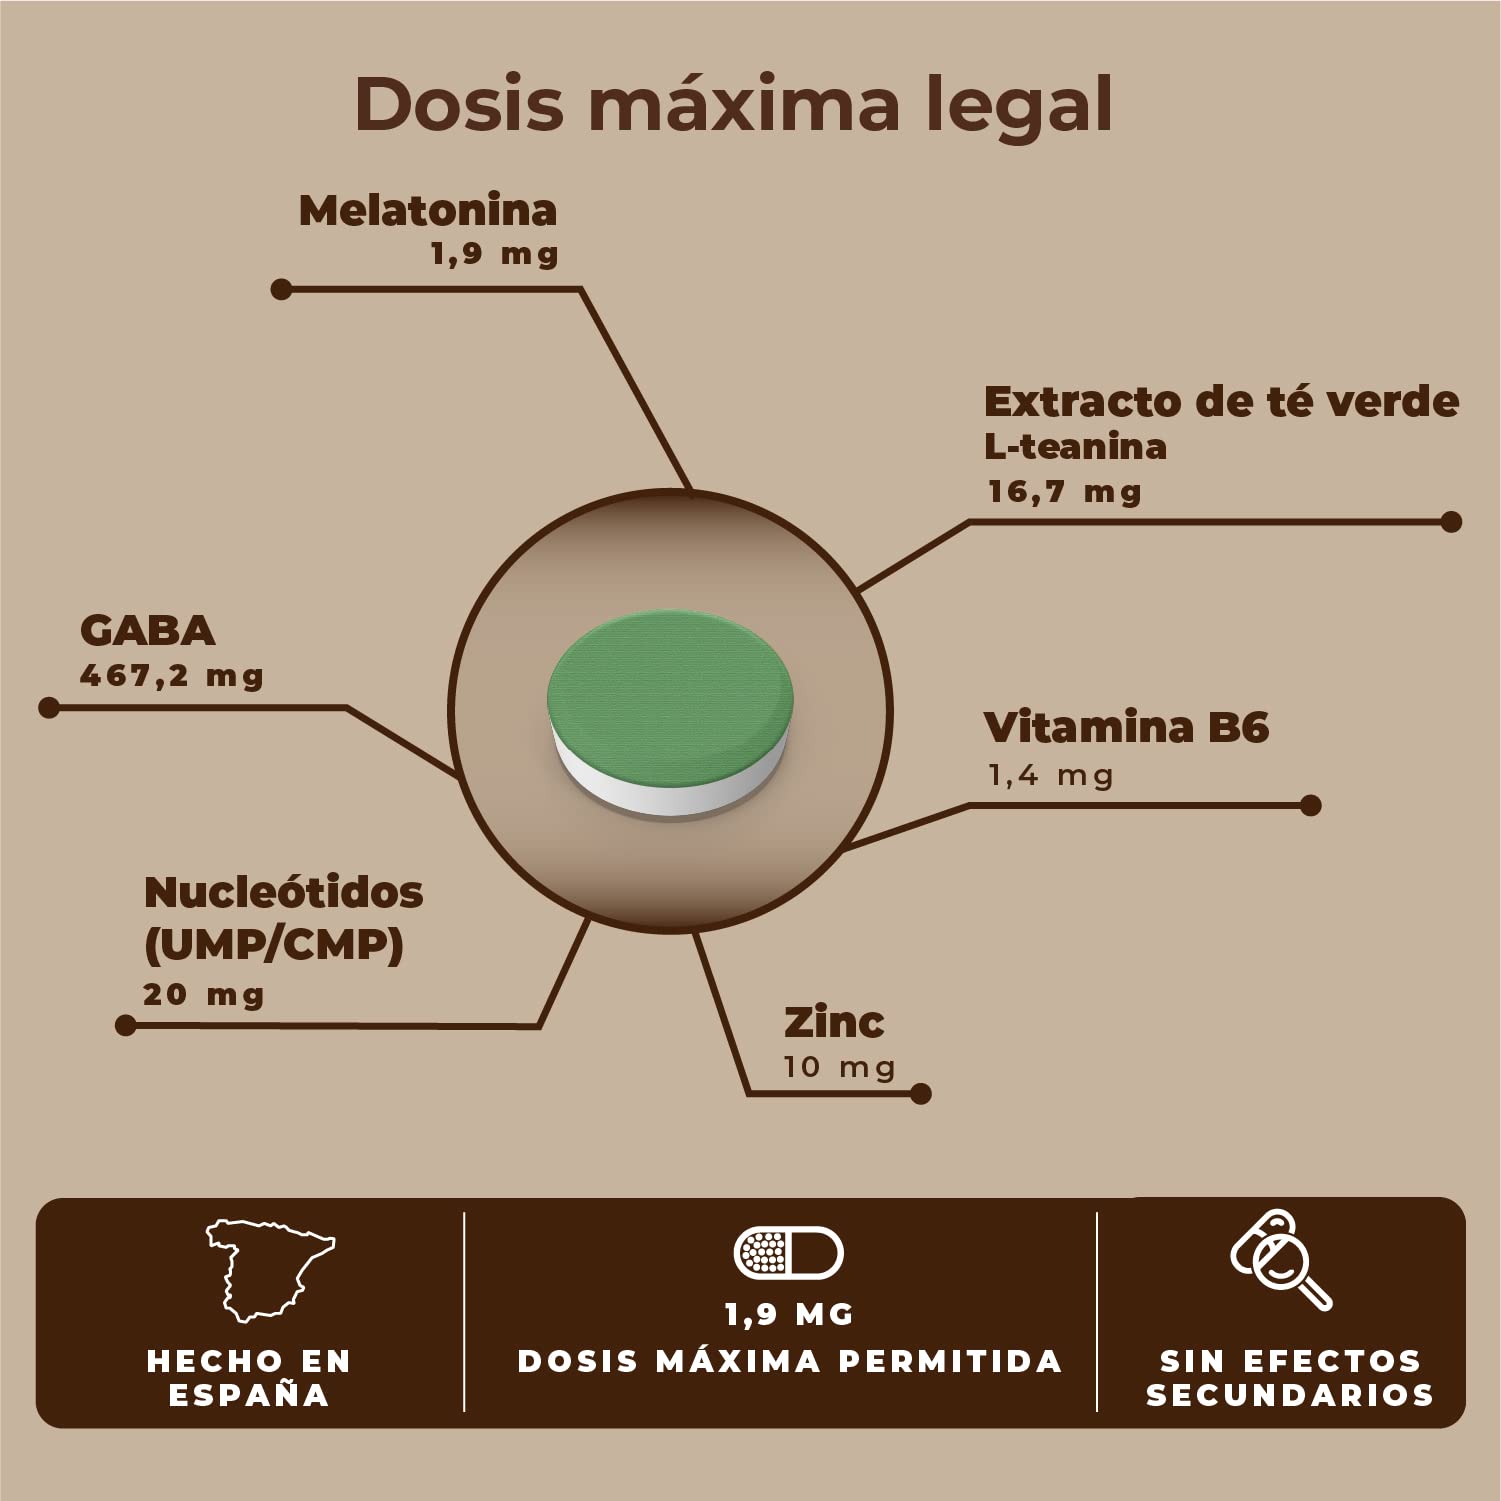 Dosis máxima legal
Melatonina
1,9 mg
Extracto de té verde
L-teanina
16,7 mg
GABA
467,2 mg
Vitamina B6
1,4 mg
Nucleótidos
(UMP/CMP)
20 mg
Zinc
10 mg
HECHO EN
ESPAÑA
1,9 MG
DOSIS MÁXIMA PERMITIDA
SIN EFECTOS
SECUNDARIOS